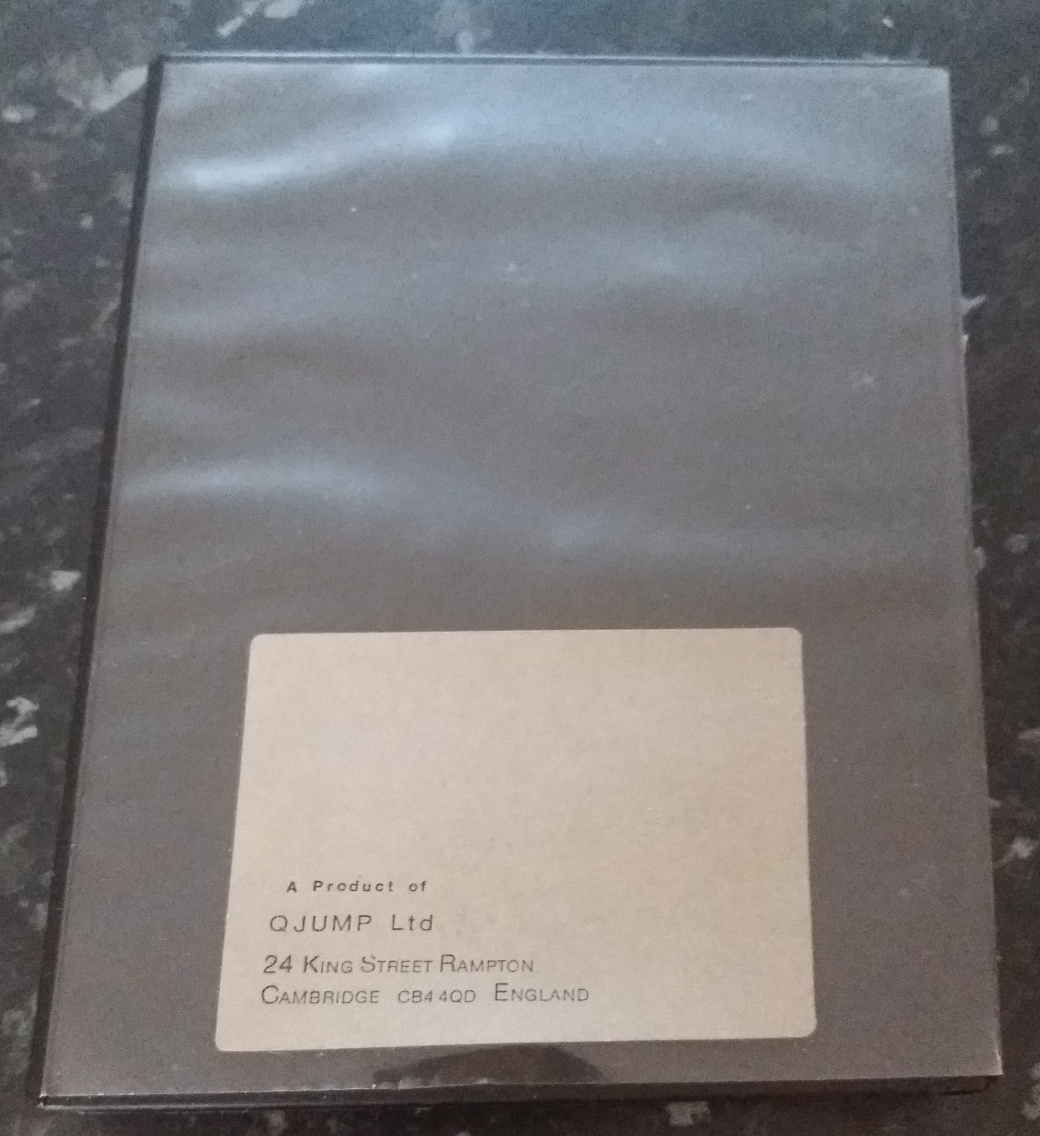 A Product of
QJUMP Ltd
24 KING STREET RAMPTON
CAMBRIDGE CB4 4QD ENGLAND